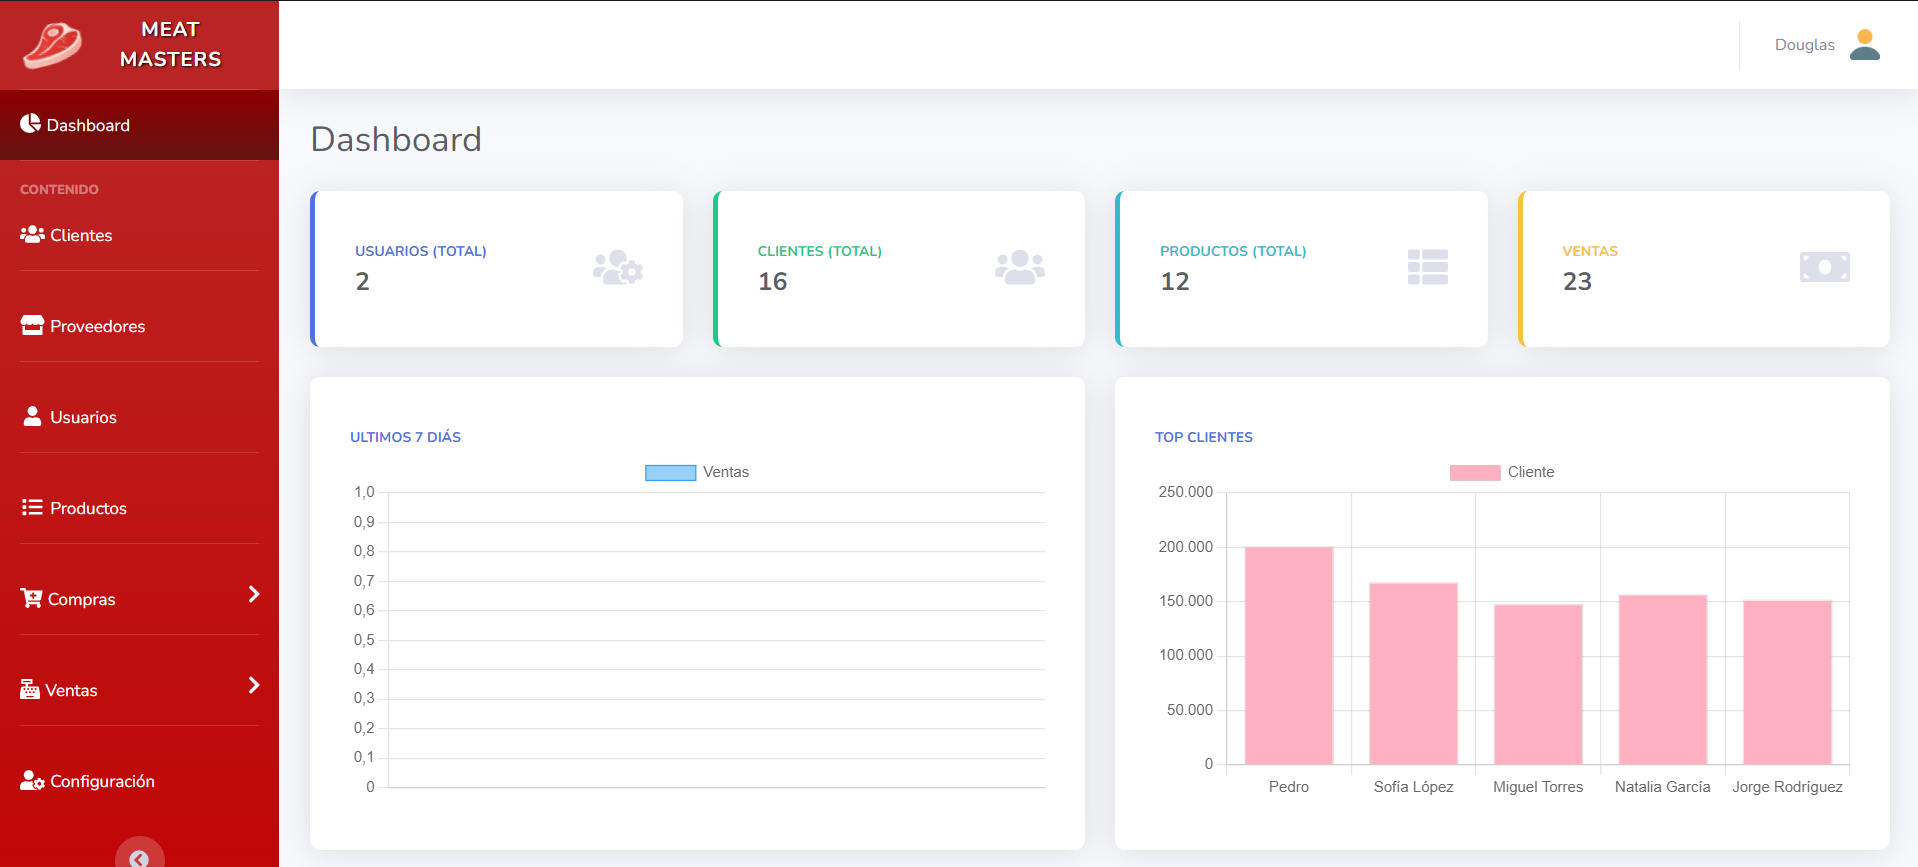 MEAT
MASTERS
Douglas
Dashboard
CONTENIDO
Clientes
Proveedores
Usuarios
Productos
Compras
Ventas
Configuración
Dashboard
USUARIOS (TOTAL)
2
CLIENTES (TOTAL)
16
PRODUCTOS (TOTAL)
12
VENTAS
23
ULTIMOS 7 DIÁS
Ventas
1,0
0,9
0,8
0,7
0,6
0,5
0,4
0,3
0,2
0,1
0
TOP CLIENTES
Cliente
250.000
200.000
150.000
100.000
50.000
0
Pedro Sofía López Miguel Torres Natalia García Jorge Rodríguez